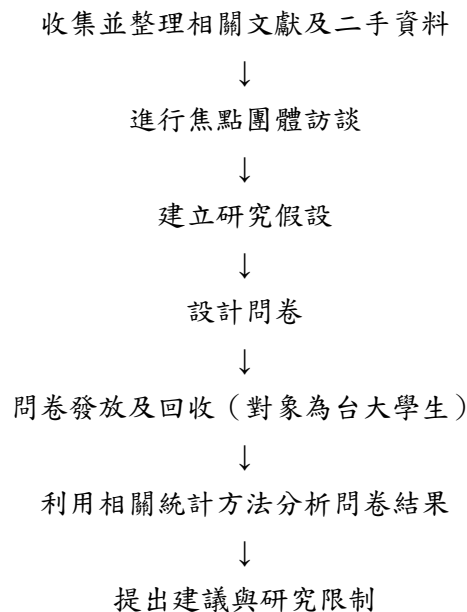 收集並整理相關文獻及二手資料
↓
進行焦點團體訪談
↓
建立研究假設
↓
設計問卷
↓
問卷發放及回收（對象為台大學生）
↓
利用相關統計方法分析問卷結果
↓
提出建議與研究限制